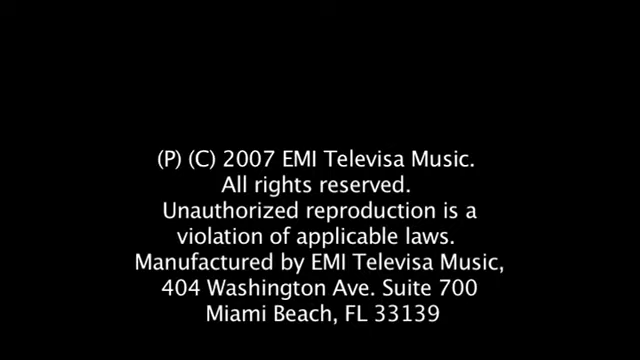 (P) (C) 2007 EMI Televisa Music.
All rights reserved.
Unauthorized reproduction is a
violation of applicable laws.
Manufactured by EMI Televisa Music,
404 Washington Ave. Suite 700
Miami Beach, FL 33139